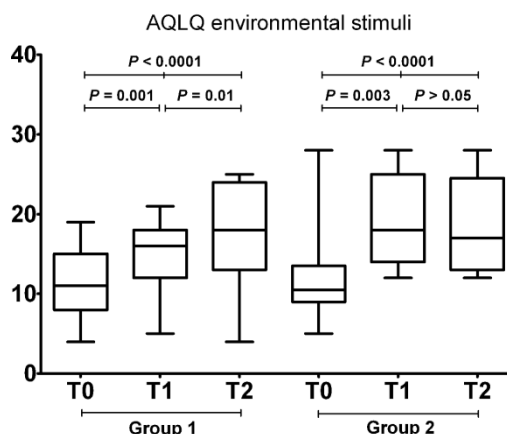 AQLQ environmental stimuli
P < 0.0001 P < 0.0001
P = 0.001 P = 0.01 P = 0.003 P > 0.05
40
30
20
10
0
T0 T1 T2 T0 T1 T2
Group 1 Group 2